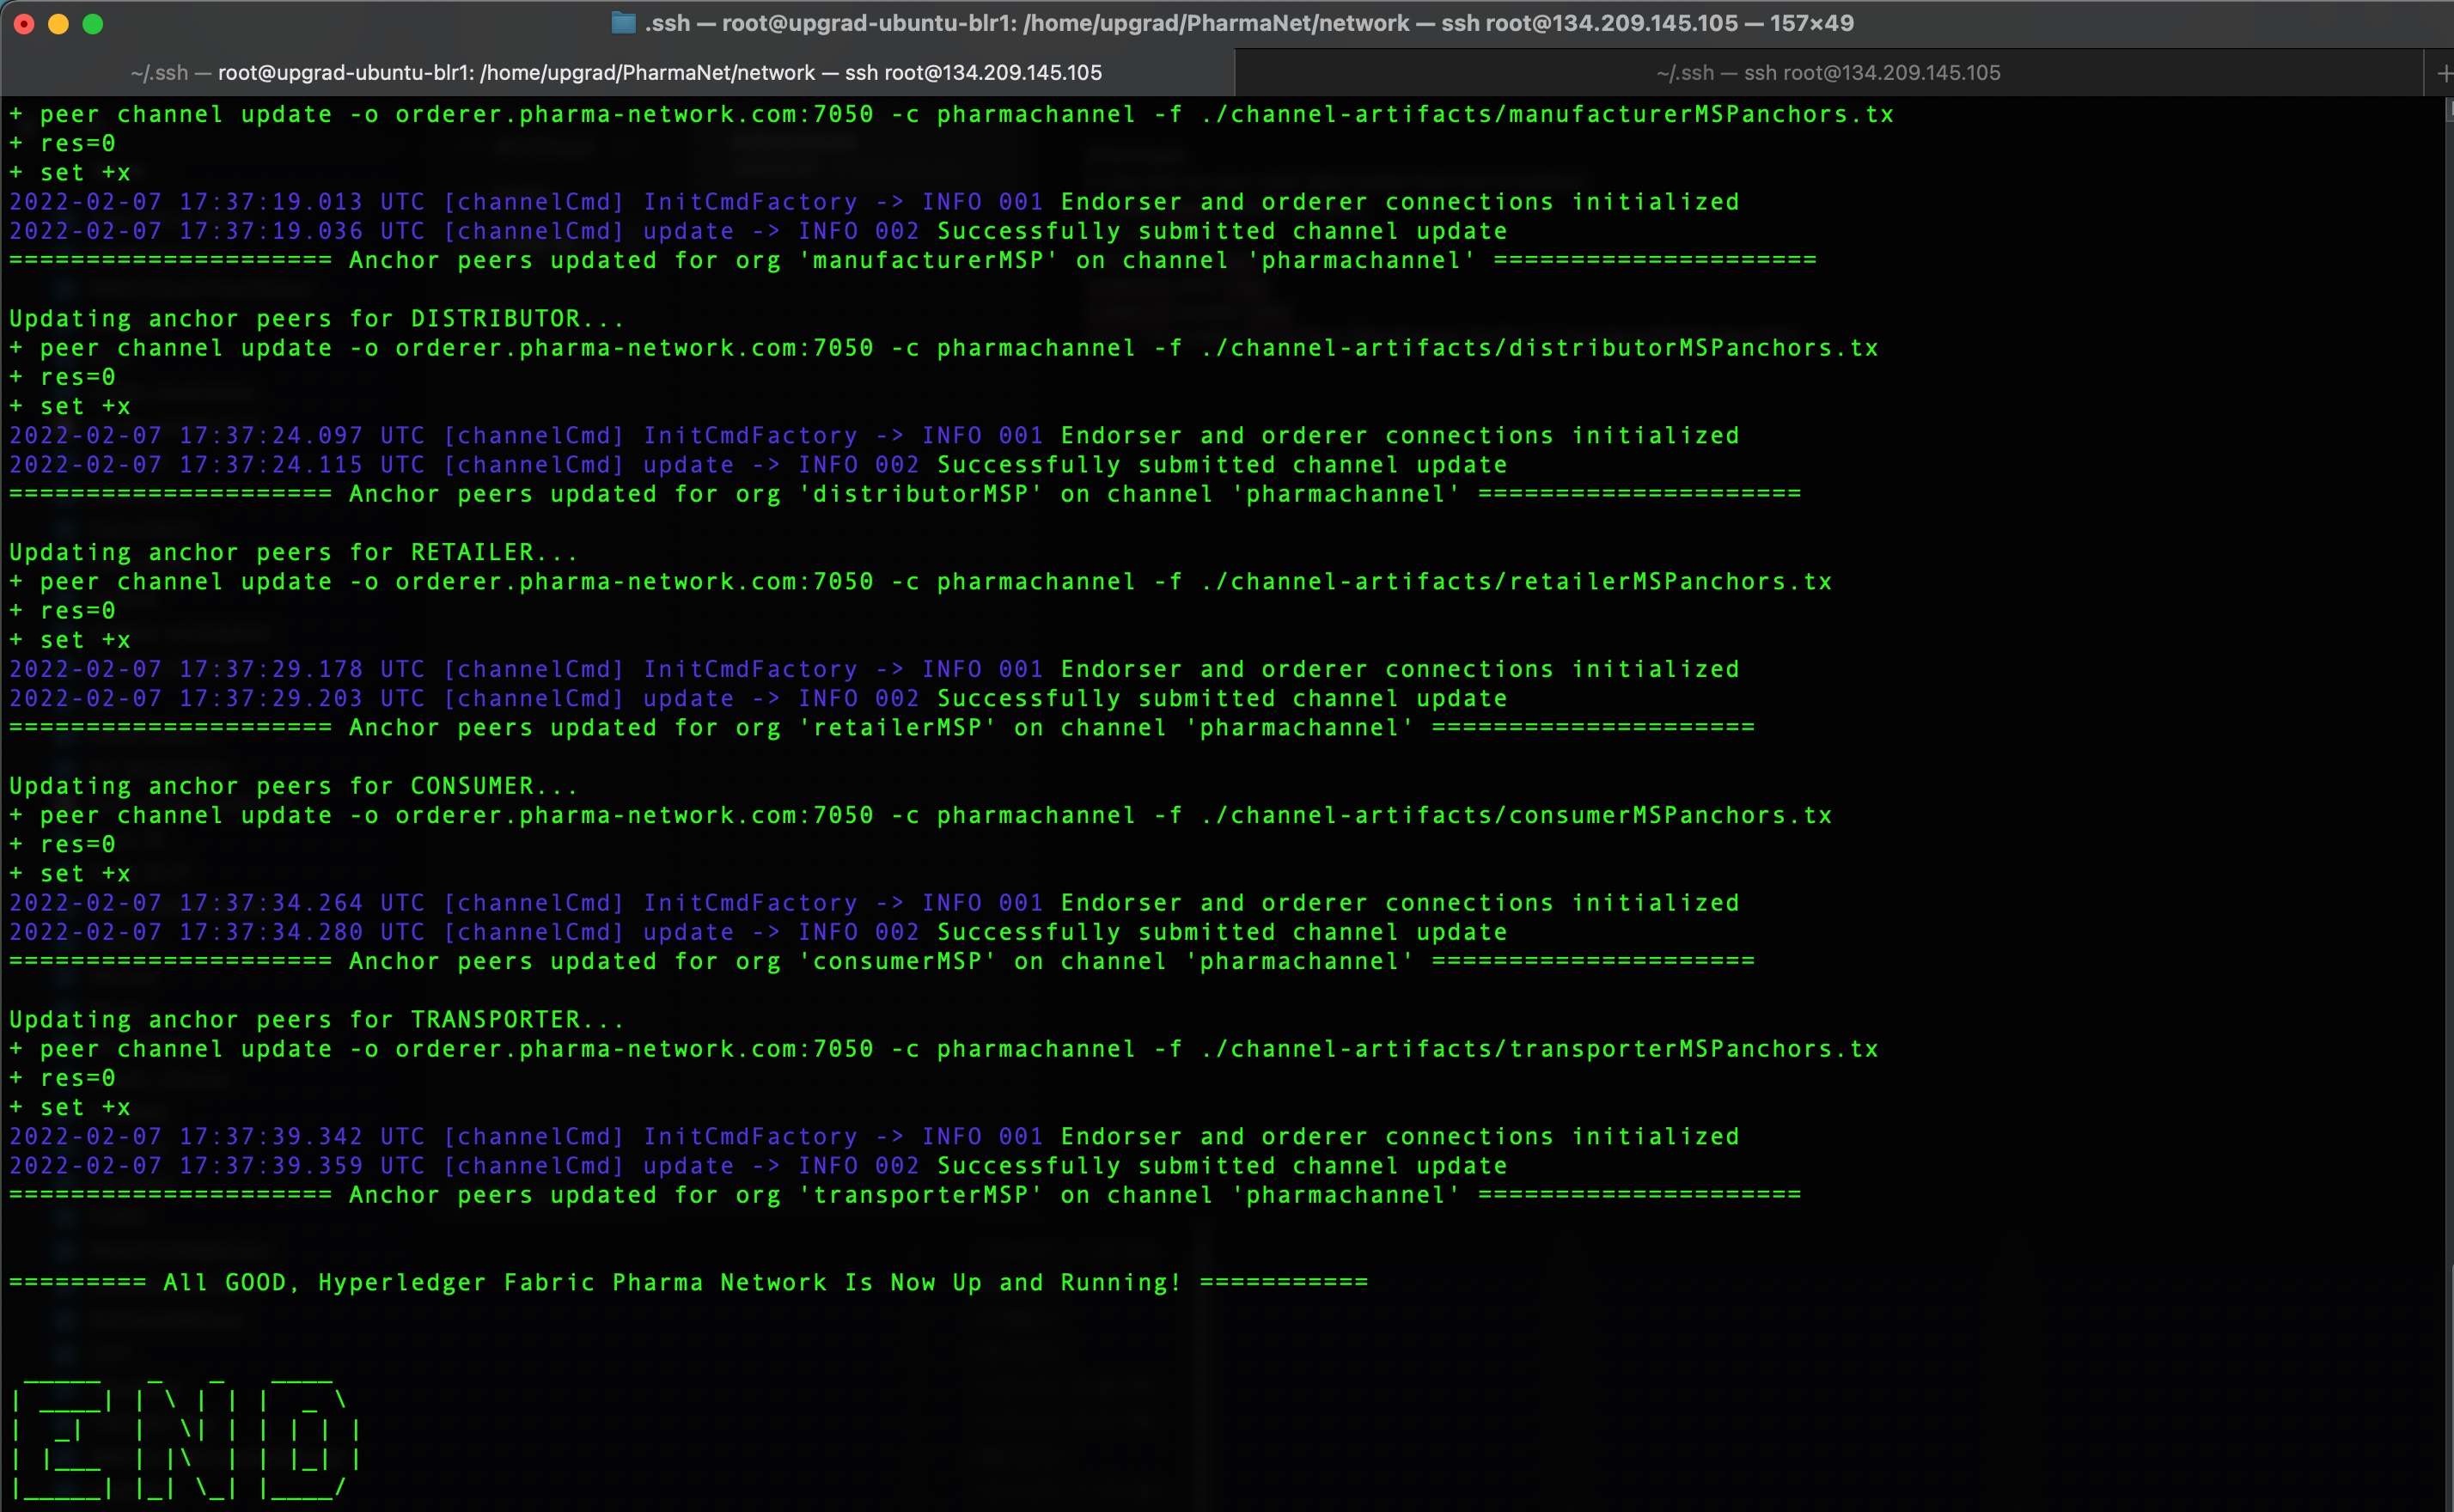 .ssh — root@upgrad-ubuntu-blr1: /home/upgrad/PharmaNet/network — ssh root@134.209.145.105 — 157×49
~/.ssh — root@upgrad-ubuntu-blr1: /home/upgrad/PharmaNet/network — ssh root@134.209.145.105
~/.ssh — ssh root@134.209.145.105
+ peer channel update -o orderer.pharma-network.com:7050 -c pharmachannel -f ./channel-artifacts/manufacturerMSPanchors.tx
+ res=0
+ set +x
2022-02-07 17:37:19.013 UTC [channelCmd] InitCmdFactory -> INFO 001 Endorser and orderer connections initialized
2022-02-07 17:37:19.036 UTC [channelCmd] update -> INFO 002 Successfully submitted channel update
===================== Anchor peers updated for org 'manufacturerMSP' on channel 'pharmachannel' =====================
Updating anchor peers for DISTRIBUTOR...
+ peer channel update -o orderer.pharma-network.com:7050 -c pharmachannel -f ./channel-artifacts/distributorMSPanchors.tx
+ res=0
+ set +x
2022-02-07 17:37:24.097 UTC [channelCmd] InitCmdFactory -> INFO 001 Endorser and orderer connections initialized
2022-02-07 17:37:24.115 UTC [channelCmd] update -> INFO 002 Successfully submitted channel update
===================== Anchor peers updated for org 'distributorMSP' on channel 'pharmachannel' =====================
Updating anchor peers for RETAILER...
+ peer channel update -o orderer.pharma-network.com:7050 -c pharmachannel -f ./channel-artifacts/retailerMSPanchors.tx
+ res=0
+ set +x
2022-02-07 17:37:29.178 UTC [channelCmd] InitCmdFactory -> INFO 001 Endorser and orderer connections initialized
2022-02-07 17:37:29.203 UTC [channelCmd] update -> INFO 002 Successfully submitted channel update
===================== Anchor peers updated for org 'retailerMSP' on channel 'pharmachannel' =====================
Updating anchor peers for CONSUMER...
+ peer channel update -o orderer.pharma-network.com:7050 -c pharmachannel -f ./channel-artifacts/consumerMSPanchors.tx
+ res=0
+ set +x
2022-02-07 17:37:34.264 UTC [channelCmd] InitCmdFactory -> INFO 001 Endorser and orderer connections initialized
2022-02-07 17:37:34.280 UTC [channelCmd] update -> INFO 002 Successfully submitted channel update
===================== Anchor peers updated for org 'consumerMSP' on channel 'pharmachannel' =====================
Updating anchor peers for TRANSPORTER...
+ peer channel update -o orderer.pharma-network.com:7050 -c pharmachannel -f ./channel-artifacts/transporterMSPanchors.tx
+ res=0
+ set +x
2022-02-07 17:37:39.342 UTC [channelCmd] InitCmdFactory -> INFO 001 Endorser and orderer connections initialized
2022-02-07 17:37:39.359 UTC [channelCmd] update -> INFO 002 Successfully submitted channel update
===================== Anchor peers updated for org 'transporterMSP' on channel 'pharmachannel' =====================
========= All GOOD, Hyperledger Fabric Pharma Network Is Now Up and Running! ===========
END